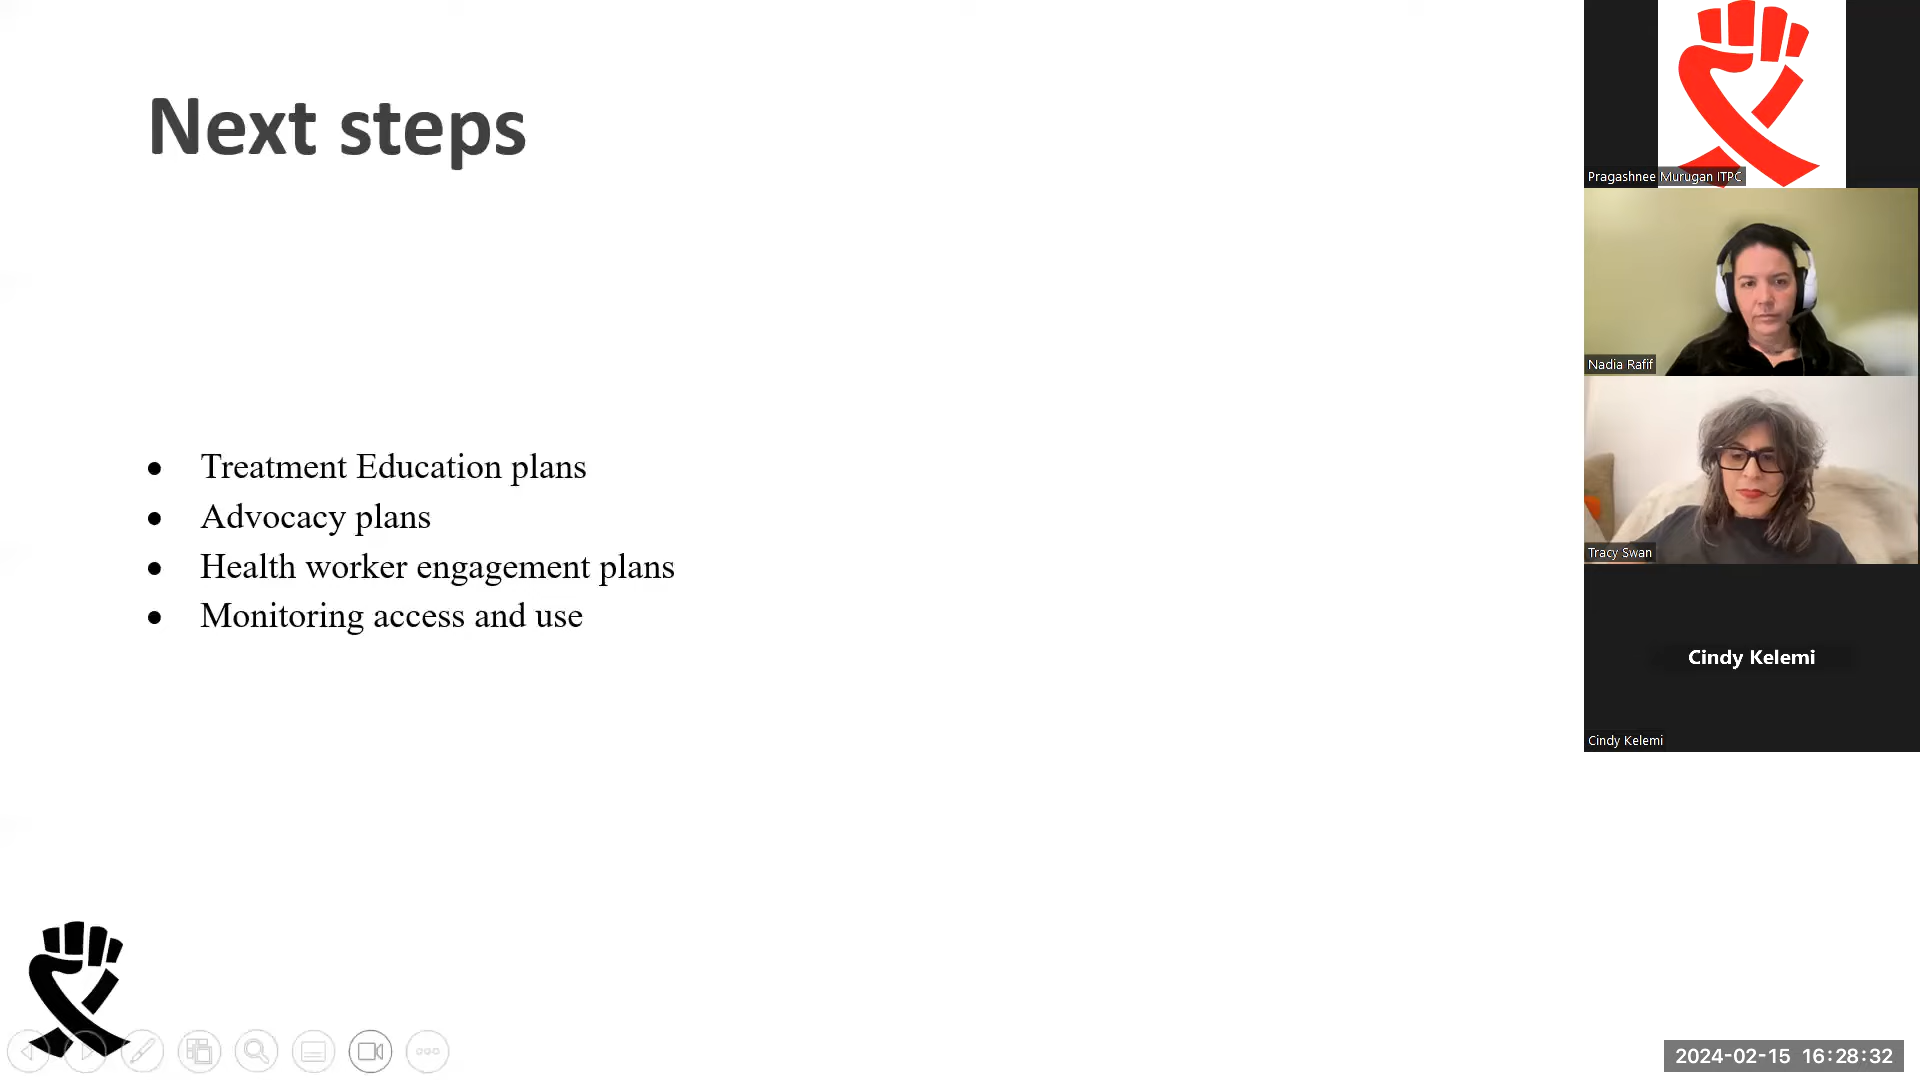 Next steps
• Treatment Education plans
• Advocacy plans
• Health worker engagement plans
• Monitoring access and use
Pragashnee Murugan ITPC
Nadia Rafif
Tracy Swan
Cindy Kelemi
Cindy Kelemi
2024-02-15 16:28:32